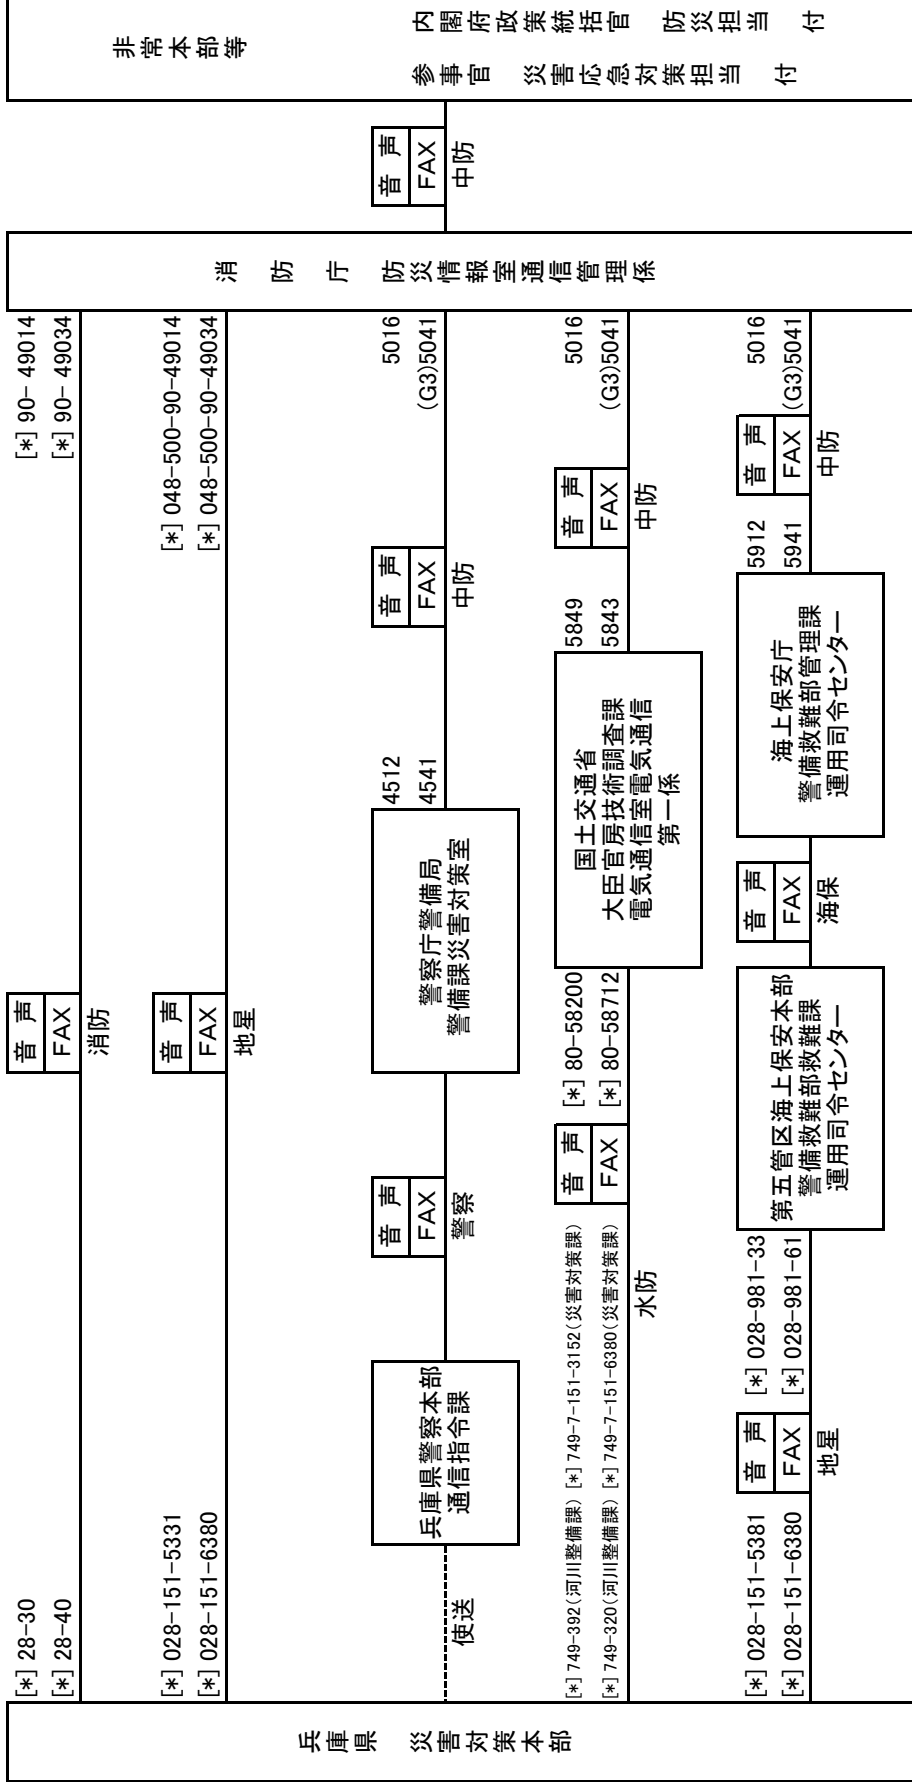 兵庫県 災害対策本部
[*] 28-30
[*] 28-40
音 声
FAX
消防
[*] 90- 49014
[*] 90- 49034
[*] 028-151-5331
[*] 028-151-6380
音 声
FAX
地星
[*] 048-500-90-49014
[*] 048-500-90-49034
使送
兵庫県警察本部
通信指令課
音 声
FAX
警察
警察庁警備局
警備課災害対策室
4512
4541
音 声
FAX
中防
5016
(G3)5041
[*] 749-392(河川整備課) [*] 749-7-151-3152(災害対策課)
[*] 749-320(河川整備課) [*] 749-7-151-6380(災害対策課)
水防
音 声
FAX
[*] 80-58200
[*] 80-58712
国土交通省
大臣官房技術調査課
電気通信室電気通信
第一係
5849
5843
音 声
FAX
中防
5016
(G3)5041
[*] 028-151-5381
[*] 028-151-6380
音 声
FAX
地星
[*] 028-981-33
[*] 028-981-61
第五管区海上保安本部
警備救難部救難課
運用司令センター
音 声
FAX
海保
海上保安庁
警備救難部管理課
運用司令センター
5912
5941
音 声
FAX
中防
5016
(G3)5041
消 防 庁 防災情報室通信管理係
音 声
FAX
中防
非常本部等
内閣府政策統括官 防災担当 付
参事官 災害応急対策担当 付